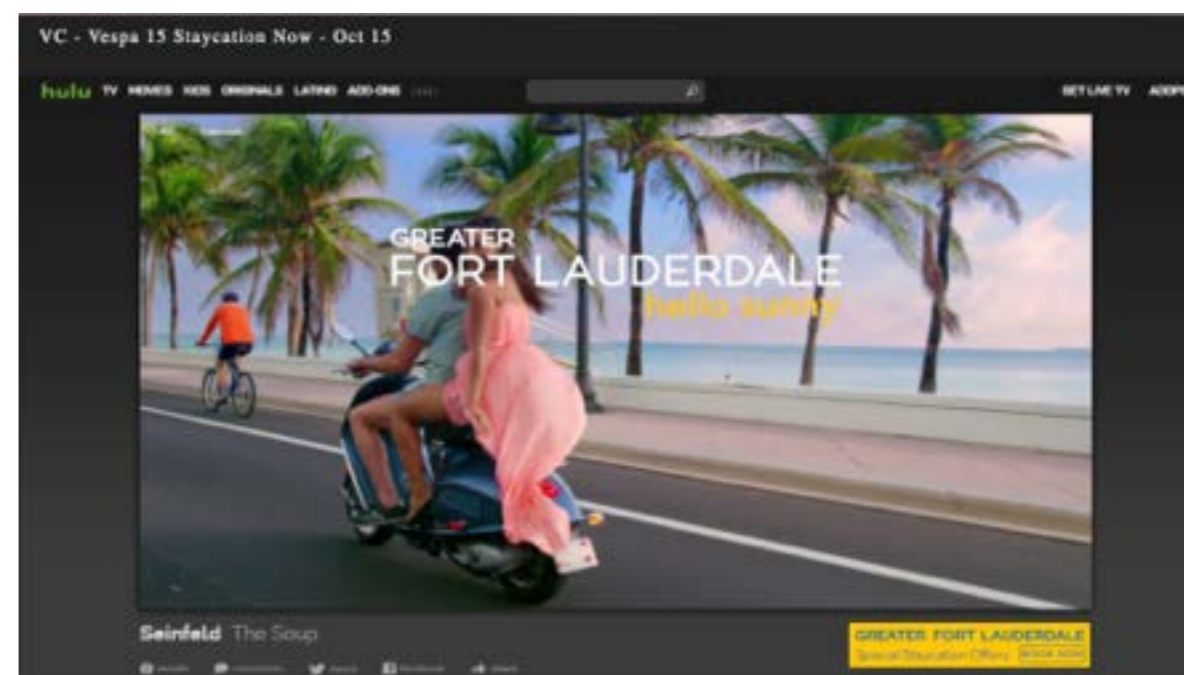 VC - Vespa 15 Staycation Now - Oct 15
hulu TV MOVIES KIDS ORIGINALS LATINO ADD-ONS
GET LIVE TV
GREATER
FORT LAUDERDALE
hello sunny
Seinfeld The Soup
GREATER FORT LAUDERDALE
Special Staycation Offers BOOK NOW